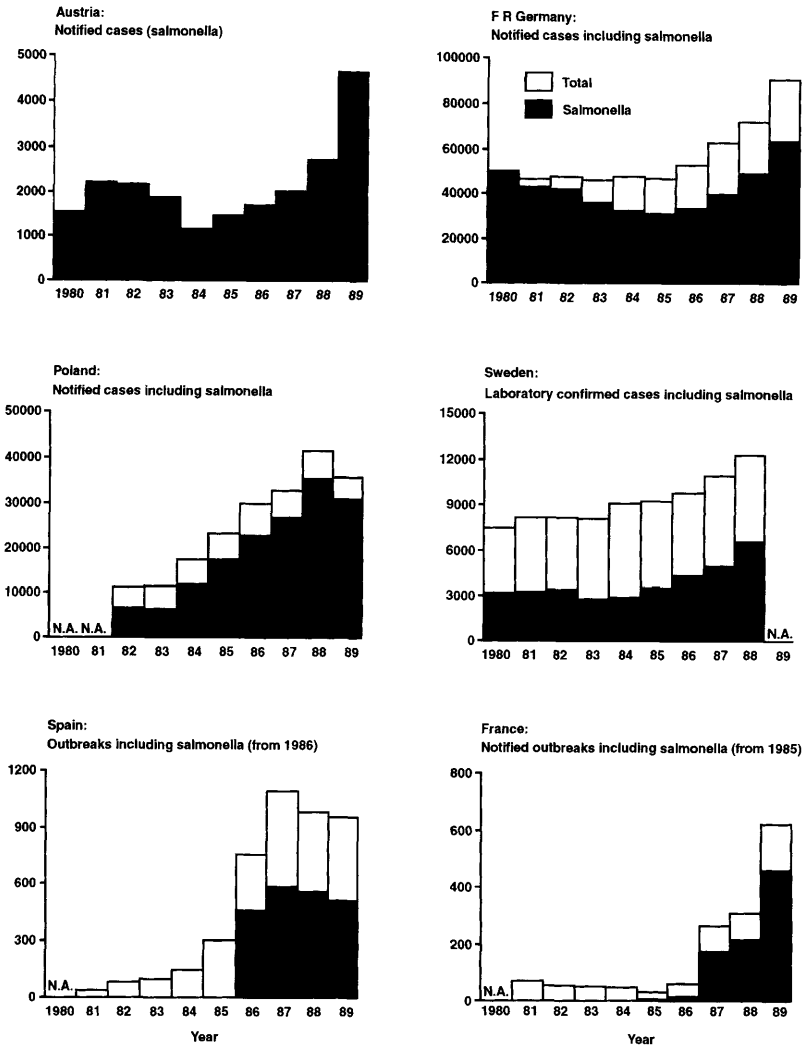 Austria:
Notified cases (salmonella)
5000
4000
3000
2000
1000
0
1980 81 82 83 84 85 86 87 88 89
F R Germany:
Notified cases including salmonella
100000
80000
60000
40000
20000
0
Total
Salmonella
1980 81 82 83 84 85 86 87 88 89
Poland:
Notified cases including salmonella
50000
40000
30000
20000
10000
0
N.A. N.A.
1980 81 82 83 84 85 86 87 88 89
Sweden:
Laboratory confirmed cases including salmonella
15000
12000
9000
6000
3000
0
N.A.
1980 81 82 83 84 85 86 87 88 89
Spain:
Outbreaks including salmonella (from 1986)
1200
900
600
300
0
N.A.
1980 81 82 83 84 85 86 87 88 89
Year
France:
Notified outbreaks including salmonella (from 1985)
800
600
400
200
0
N.A.
1980 81 82 83 84 85 86 87 88 89
Year